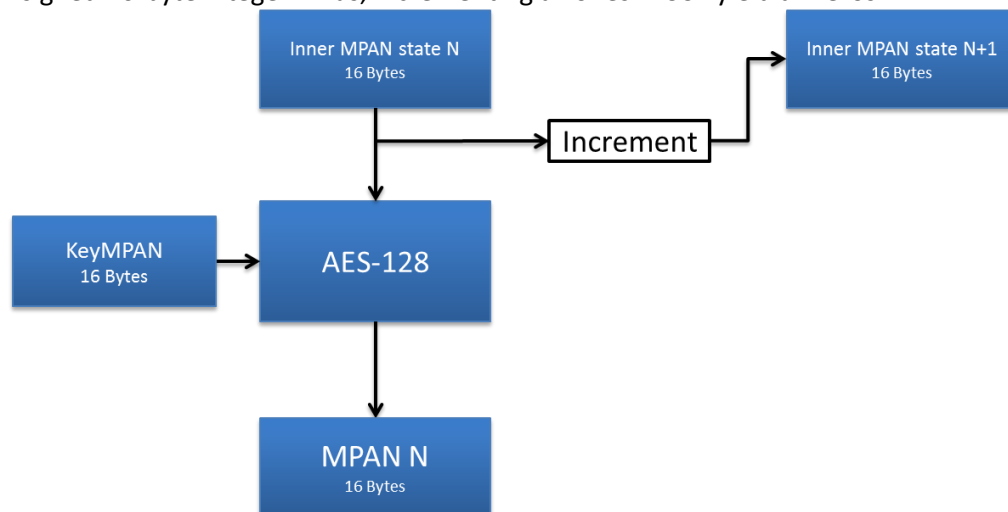 Inner MPAN state N
16 Bytes
Inner MPAN state N+1
16 Bytes
Increment
KeyMPAN
16 Bytes
AES-128
MPAN N
16 Bytes